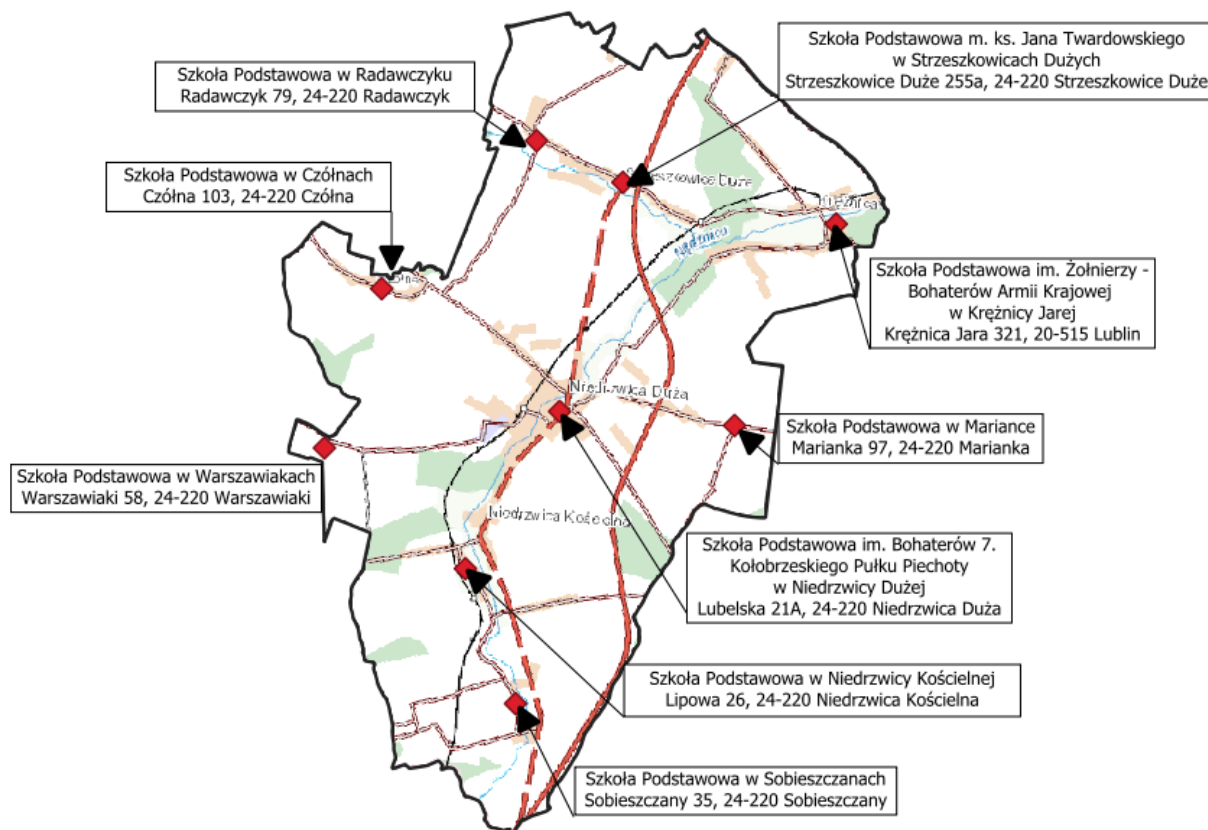 Szkoła Podstawowa m. ks. Jana Twardowskiego
w Strzeszkowicach Dużych
Strzeszkowice Duże 255a, 24-220 Strzeszkowice Duże
Szkoła Podstawowa w Radawczyku
Radawczyk 79, 24-220 Radawczyk
Szkoła Podstawowa w Czółnach
Czółna 103, 24-220 Czółna
Szkoła Podstawowa im. Żołnierzy -
Bohaterów Armii Krajowej
w Krężnicy Jarej
Krężnica Jara 321, 20-515 Lublin
Niedrzwica Duża
Szkoła Podstawowa w Mariance
Marianka 97, 24-220 Marianka
Szkoła Podstawowa w Warszawiakach
Warszawiaki 58, 24-220 Warszawiaki
Niedrzwica Kościelna
Szkoła Podstawowa im. Bohaterów 7.
Kołobrzeskiego Pułku Piechoty
w Niedrzwicy Dużej
Lubelska 21A, 24-220 Niedrzwica Duża
Szkoła Podstawowa w Niedrzwicy Kościelnej
Lipowa 26, 24-220 Niedrzwica Kościelna
Szkoła Podstawowa w Sobieszczanach
Sobieszczany 35, 24-220 Sobieszczany